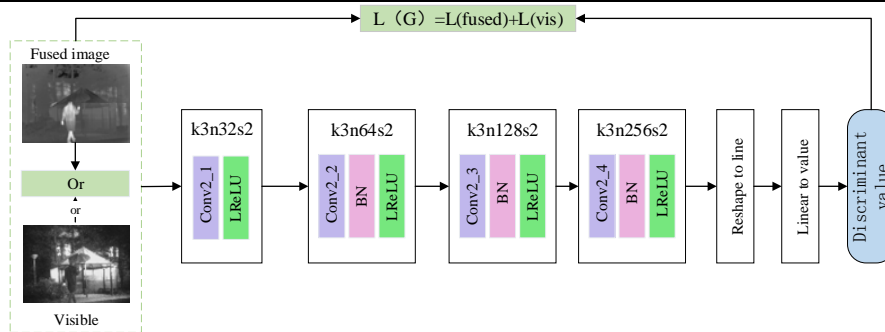 L（G）=L(fused)+L(vis)
Fused image
Or
or
Visible
k3n32s2
Conv2_1
LReLU
k3n64s2
Conv2_2
BN
LReLU
k3n128s2
Conv2_3
BN
LReLU
k3n256s2
Conv2_4
BN
LReLU
Reshape to line
Linear to value
Discriminant
value